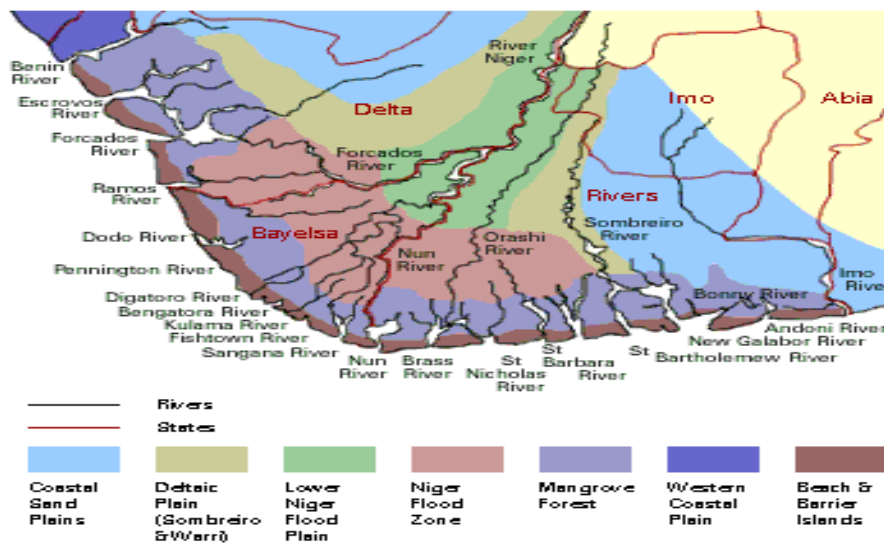 River
Niger
Benin
River
Imo
Abia
Escrovos
River
Delta
Forcados
River
Forcados
River
Ramos
River
Rivers
Sombreiro
River
Dodo River
Bayelsa
Orashi
River
Nun
River
Pennington River
Imo
River
Digatoro River
Bonny River
Bengatora River
Kulama River
Andoni River
Fishtown River
New Galabor River
Sangana River
St
Bartholemew River
Nun
River
Brass
River
St
Nicholas
River
St
Barbara
River
Rivers
States
Coastal
Sand
Plains
Deltaic
Plain
(Sombreiro
& Warri)
Lower
Niger
Flood
Plain
Niger
Flood
Zone
Mangrove
Forest
Western
Coastal
Plain
Beach &
Barrier
Islands